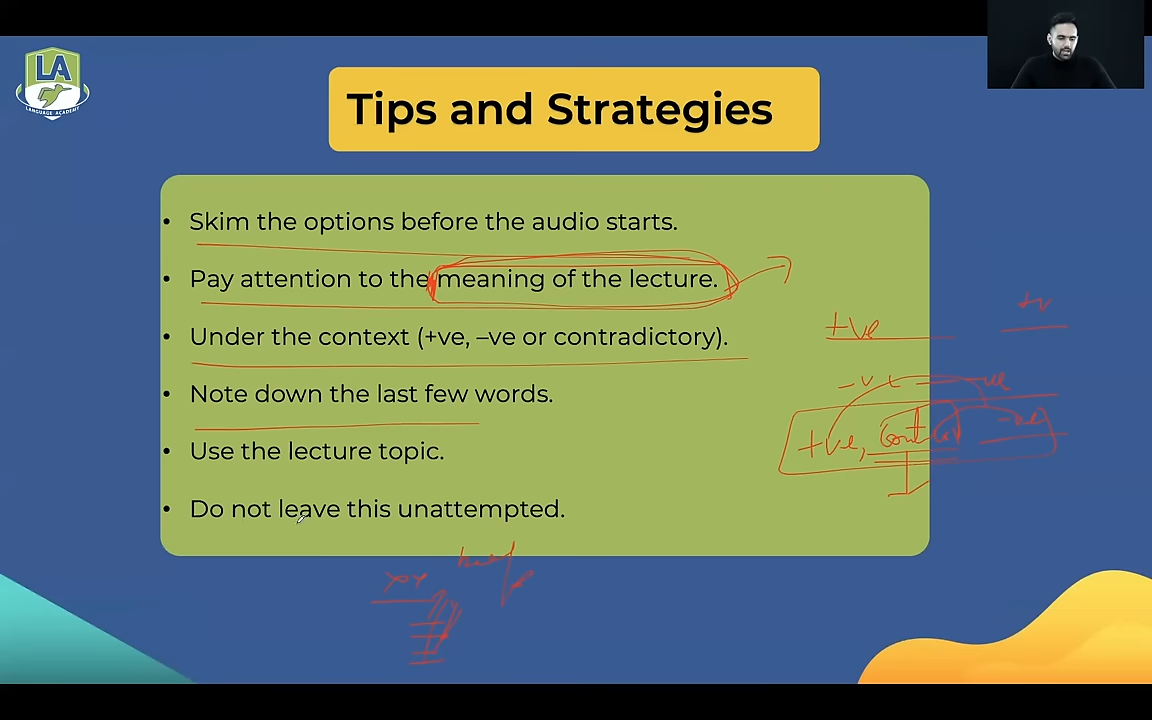 LA
LANGUAGE ACADEMY
Tips and Strategies
• Skim the options before the audio starts.
• Pay attention to the meaning of the lecture.
• Under the context (+ve, –ve or contradictory).
• Note down the last few words.
• Use the lecture topic.
• Do not leave this unattempted.
+ve
+v
+ve,
-ve